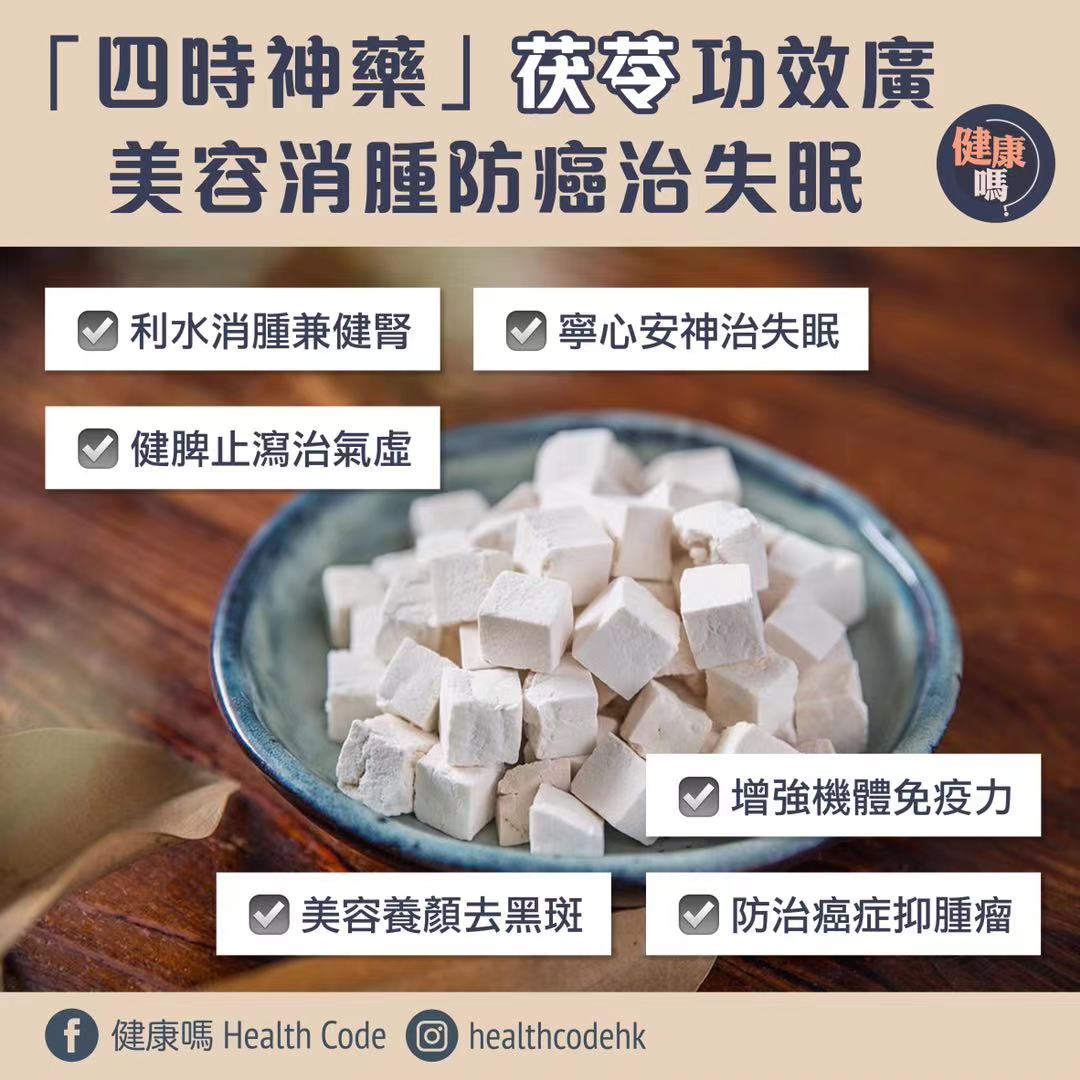 「四時神藥」茯苓功效廣
美容消腫防癌治失眠
健康
嗎?
利水消腫兼健腎
寧心安神治失眠
健脾止瀉治氣虛
增強機體免疫力
美容養顏去黑斑
防治癌症抑腫瘤
健康嗎 Health Code
healthcodehk